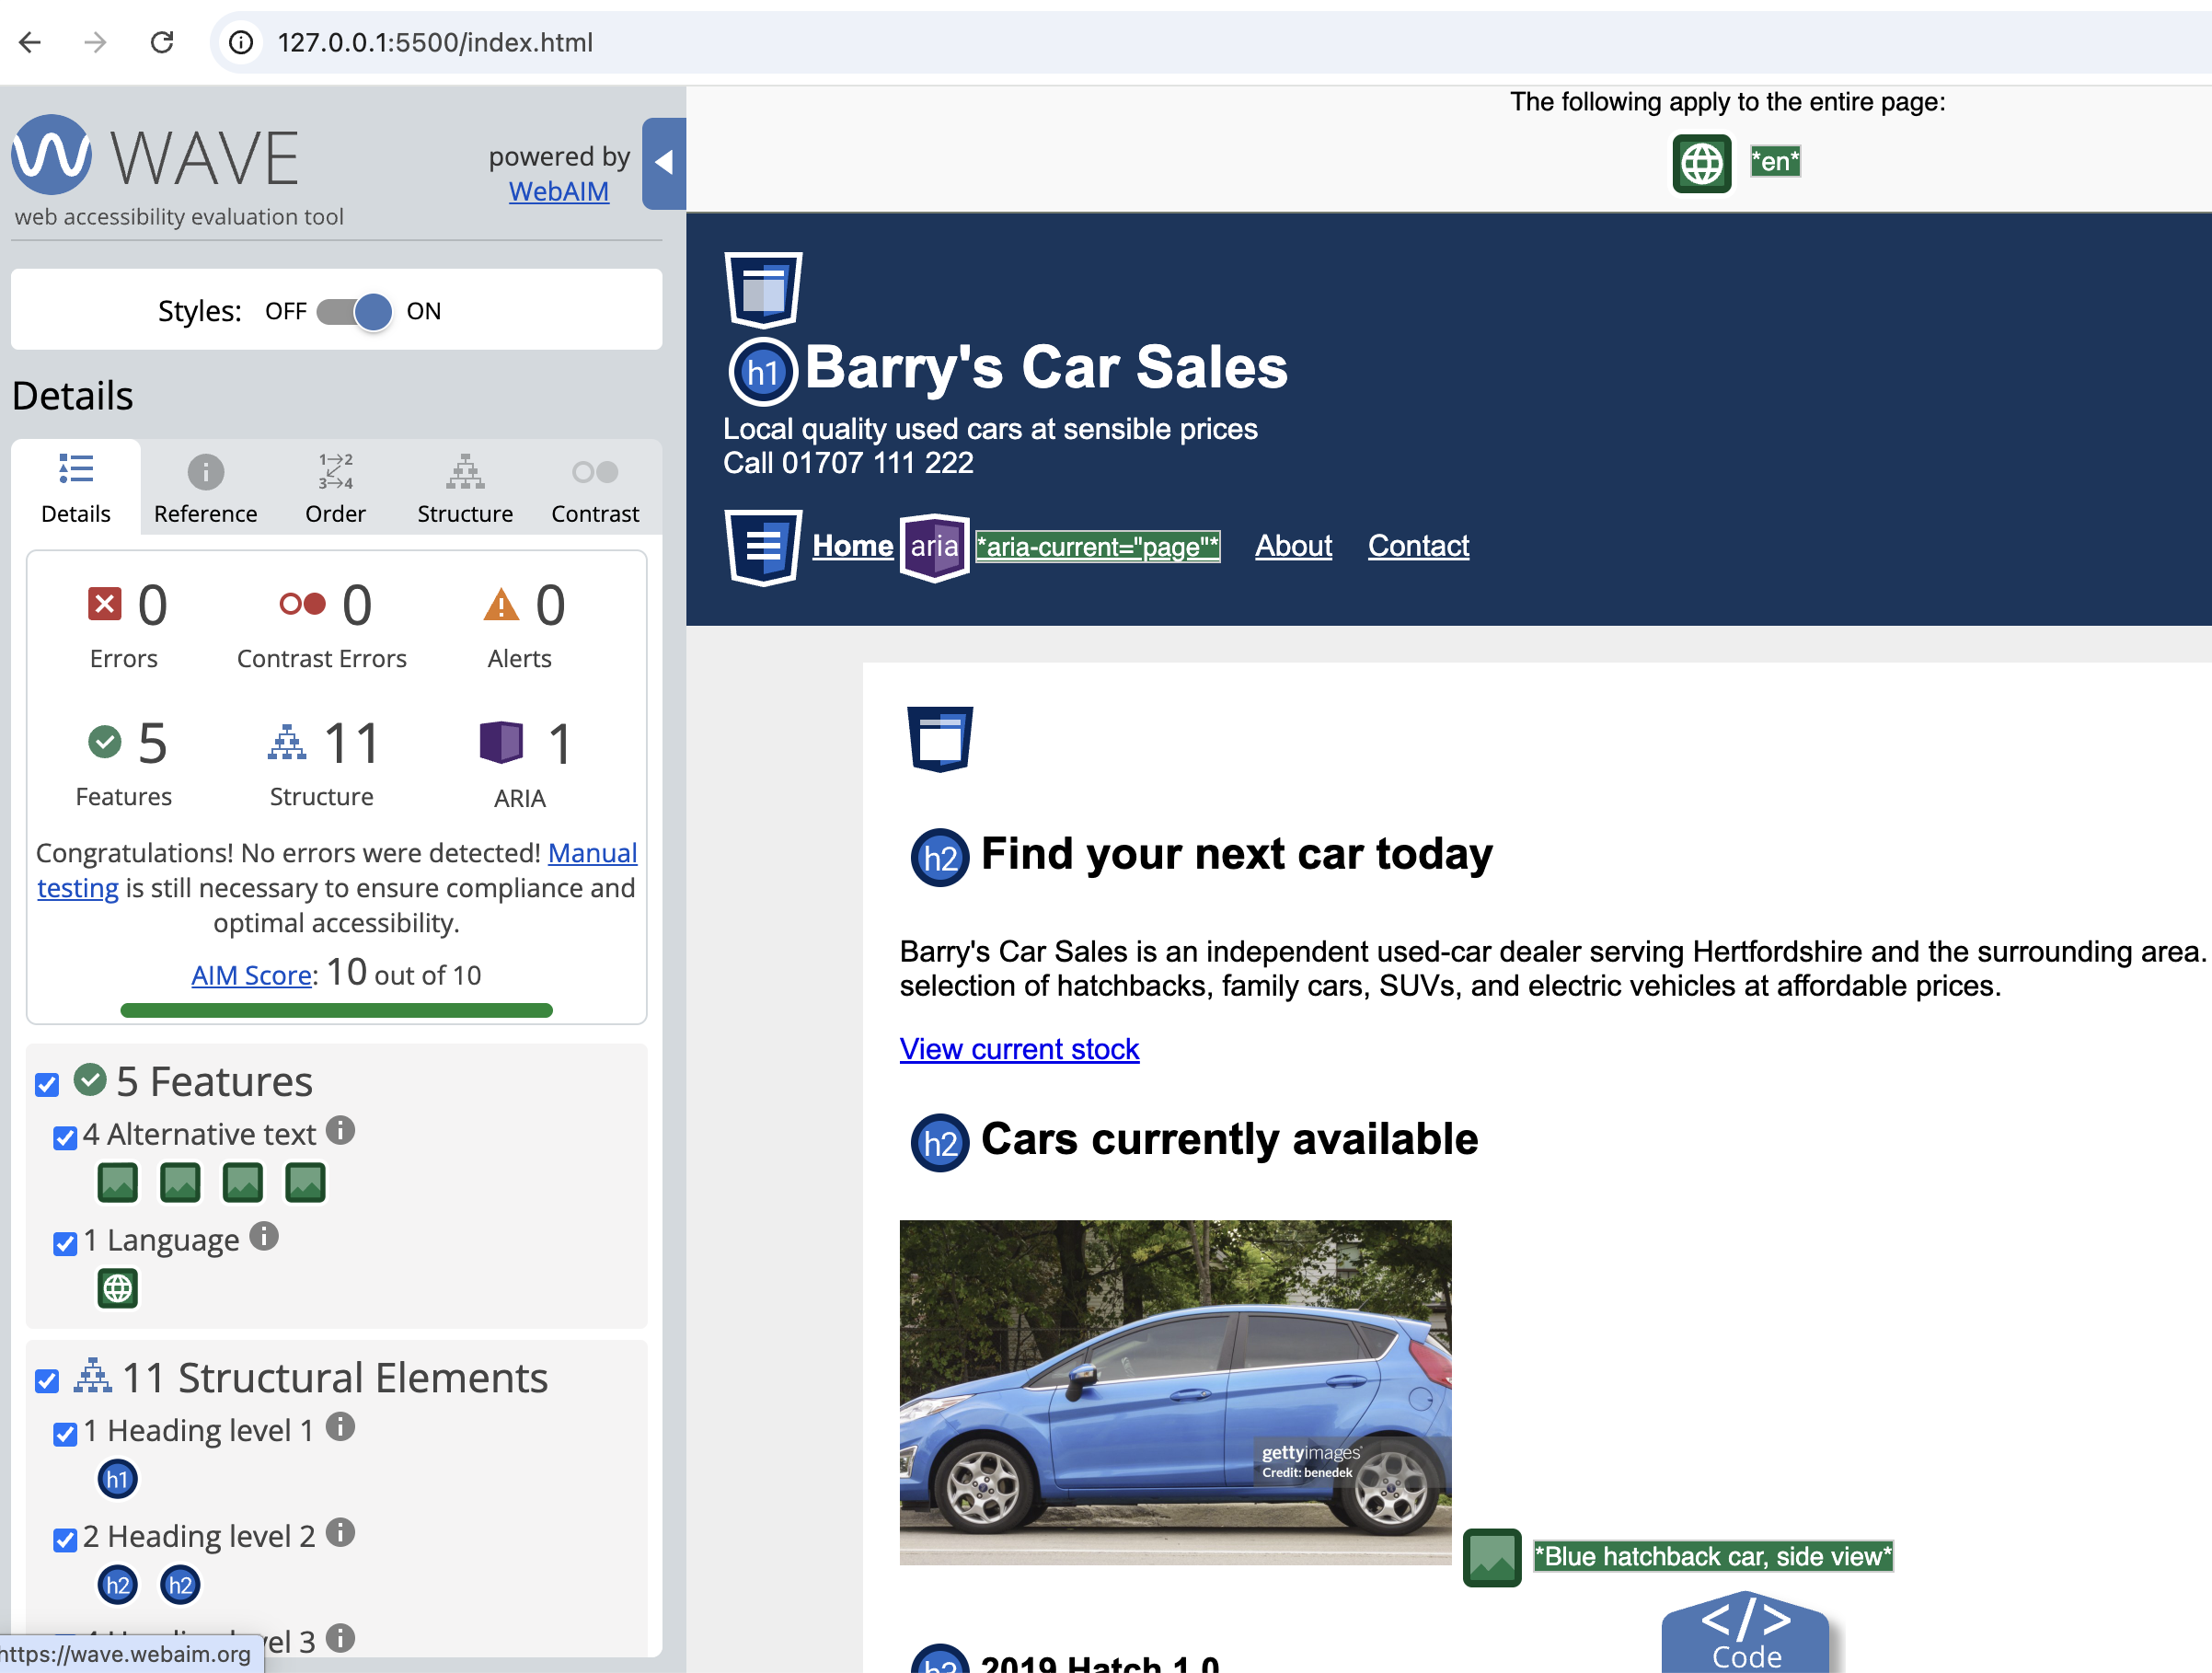 127.0.0.1:5500/index.html
WAVE
web accessibility evaluation tool
powered by
WebAIM
Styles: OFF ON
Details
Details Reference Order Structure Contrast
0 Errors
0 Contrast Errors
0 Alerts
5 Features
11 Structure
1 ARIA
Congratulations! No errors were detected! Manual
testing is still necessary to ensure compliance and
optimal accessibility.
AIM Score: 10 out of 10
5 Features
4 Alternative text
1 Language
11 Structural Elements
1 Heading level 1
h1
2 Heading level 2
h2 h2
https://wave.webaim.org
The following apply to the entire page:
*en*
h1 Barry's Car Sales
Local quality used cars at sensible prices
Call 01707 111 222
Home aria *aria-current="page"* About Contact
h2 Find your next car today
Barry's Car Sales is an independent used-car dealer serving Hertfordshire and the surrounding area.
selection of hatchbacks, family cars, SUVs, and electric vehicles at affordable prices.
View current stock
h2 Cars currently available
gettyimages
Credit: benedek
*Blue hatchback car, side view*
2019 Hatch 1.0
</> Code